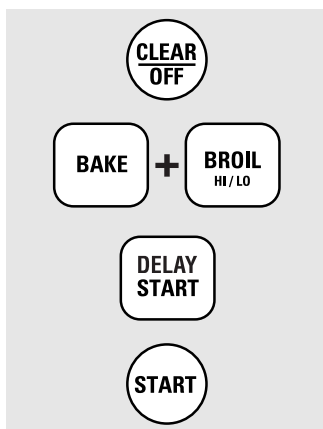 CLEAR
OFF
BAKE + BROIL
HI / LO
DELAY
START
START